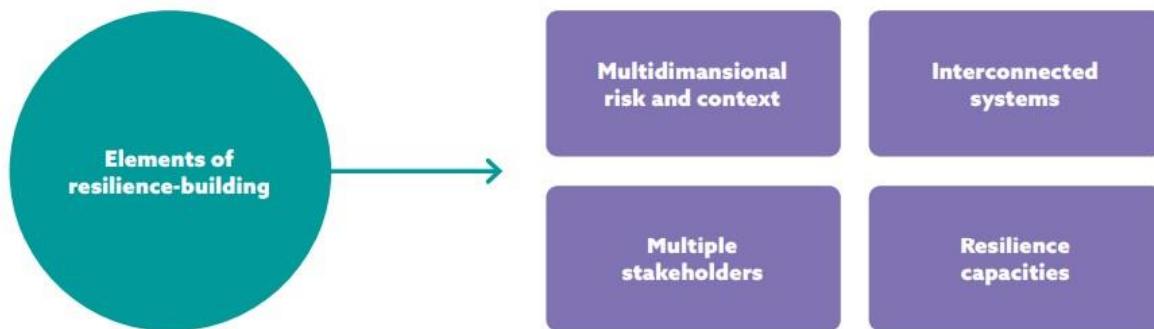 Elements of
resilience-building
Multidimansional
risk and context
Interconnected
systems
Multiple
stakeholders
Resilience
capacities